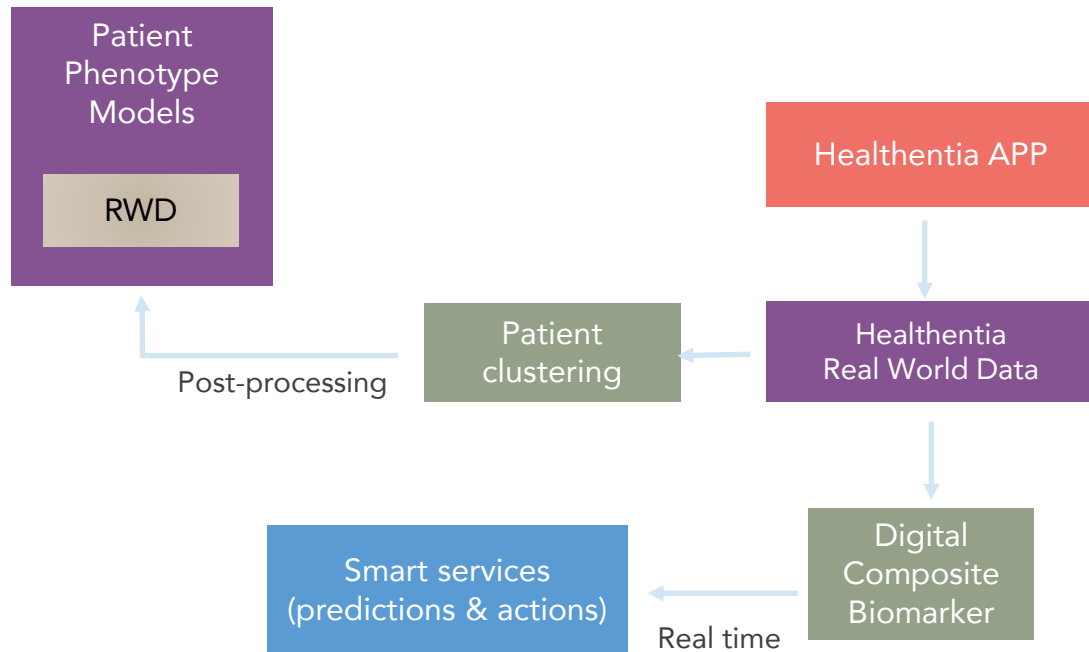 Patient
Phenotype
Models
RWD
Healthentia APP
Healthentia
Real World Data
Patient
clustering
Post-processing
Digital
Composite
Biomarker
Smart services
(predictions & actions)
Real time